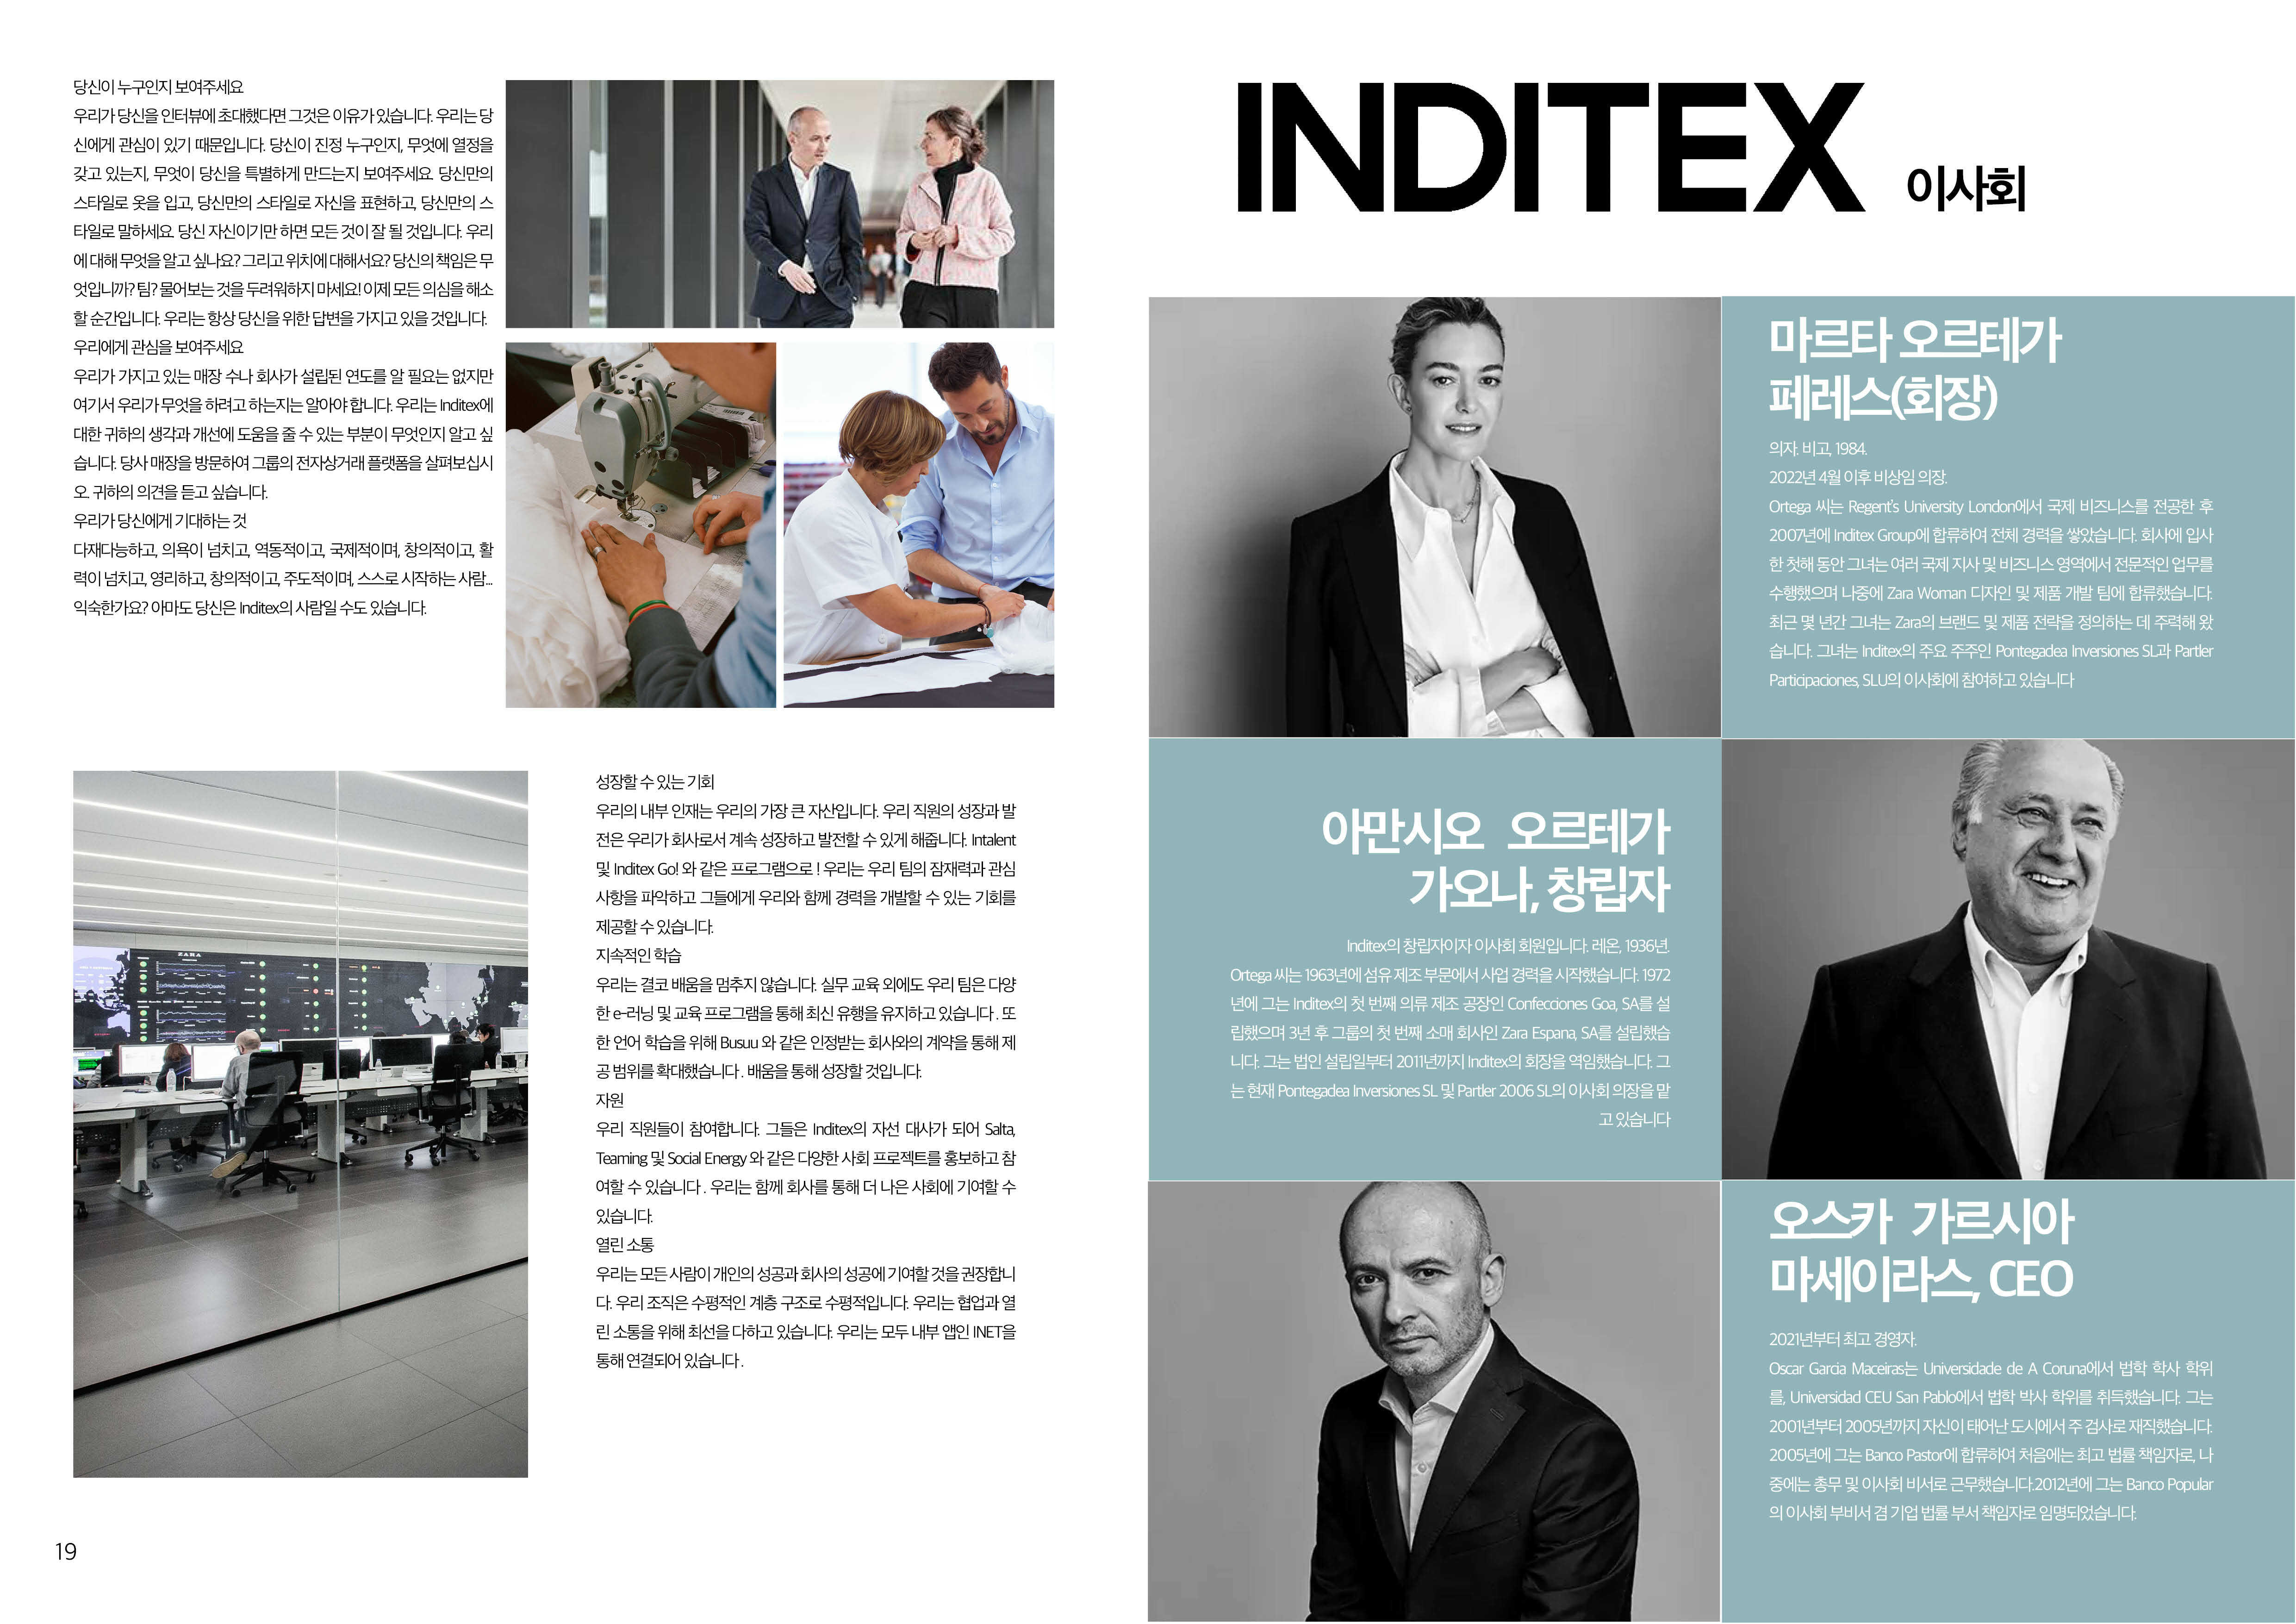 당신이 누구인지 보여주세요
우리가 당신을 인터뷰에 초대했다면 그것은 이유가 있습니다. 우리는 당
신에게 관심이 있기 때문입니다. 당신이 진정 누구인지, 무엇에 열정을
갖고 있는지, 무엇이 당신을 특별하게 만드는지 보여주세요. 당신만의
스타일로 옷을 입고, 당신만의 스타일로 자신을 표현하고, 당신만의 스
타일로 말하세요. 당신 자신이기만 하면 모든 것이 잘 될 것입니다. 우리
에 대해 무엇을 알고 싶나요? 그리고 위치에 대해서요? 당신의 책임은 무
엇입니까? 팀? 물어보는 것을 두려워하지 마세요! 이제 모든 의심을 해소
할 순간입니다. 우리는 항상 당신을 위한 답변을 가지고 있을 것입니다.
우리에게 관심을 보여주세요
우리가 가지고 있는 매장 수나 회사가 설립된 연도를 알 필요는 없지만
여기서 우리가 무엇을 하려고 하는지는 알아야 합니다. 우리는 Inditex에
대한 귀하의 생각과 개선에 도움을 줄 수 있는 부분이 무엇인지 알고 싶
습니다. 당사 매장을 방문하여 그룹의 전자상거래 플랫폼을 살펴보십시
오. 귀하의 의견을 듣고 싶습니다.
우리가 당신에게 기대하는 것
다재다능하고, 의욕이 넘치고, 역동적이고, 국제적이며, 창의적이고, 활
력이 넘치고, 영리하고, 창의적이고, 주도적이며, 스스로 시작하는 사람...
익숙한가요? 아마도 당신은 Inditex의 사람일 수도 있습니다.
ZARA
성장할 수 있는 기회
우리의 내부 인재는 우리의 가장 큰 자산입니다. 우리 직원의 성장과 발
전은 우리가 회사로서 계속 성장하고 발전할 수 있게 해줍니다. Intalent
및 Inditex Go! 와 같은 프로그램으로 ! 우리는 우리 팀의 잠재력과 관심
사항을 파악하고 그들에게 우리와 함께 경력을 개발할 수 있는 기회를
제공할 수 있습니다.
지속적인 학습
우리는 결코 배움을 멈추지 않습니다. 실무 교육 외에도 우리 팀은 다양
한 e-러닝 및 교육 프로그램을 통해 최신 유행을 유지하고 있습니다 . 또
한 언어 학습을 위해 Busuu 와 같은 인정받는 회사와의 계약을 통해 제
공 범위를 확대했습니다 . 배움을 통해 성장할 것입니다.
자원
우리 직원들이 참여합니다. 그들은 Inditex의 자선 대사가 되어 Salta,
Teaming 및 Social Energy 와 같은 다양한 사회 프로젝트를 홍보하고 참
여할 수 있습니다 . 우리는 함께 회사를 통해 더 나은 사회에 기여할 수
있습니다.
열린 소통
우리는 모든 사람이 개인의 성공과 회사의 성공에 기여할 것을 권장합니
다. 우리 조직은 수평적인 계층 구조로 수평적입니다. 우리는 협업과 열
린 소통을 위해 최선을 다하고 있습니다. 우리는 모두 내부 앱인 INET을
통해 연결되어 있습니다 .
19
INDITEX 이사회
마르타 오르테가
페레스(회장)
의자. 비고, 1984.
2022년 4월 이후 비상임 의장.
Ortega 씨는 Regent's University London에서 국제 비즈니스를 전공한 후
2007년에 Inditex Group에 합류하여 전체 경력을 쌓았습니다. 회사에 입사
한 첫해 동안 그녀는 여러 국제 지사 및 비즈니스 영역에서 전문적인 업무를
수행했으며 나중에 Zara Woman 디자인 및 제품 개발 팀에 합류했습니다.
최근 몇 년간 그녀는 Zara의 브랜드 및 제품 전략을 정의하는 데 주력해 왔
습니다. 그녀는 Inditex의 주요 주주인 Pontegadea Inversiones SL과 Partler
Participaciones, SLU의 이사회에 참여하고 있습니다
아만시오 오르테가
가오나, 창립자
Inditex의 창립자이자 이사회 회원입니다. 레온, 1936년.
Ortega 씨는 1963년에 섬유 제조 부문에서 사업 경력을 시작했습니다. 1972
년에 그는 Inditex의 첫 번째 의류 제조 공장인 Confecciones Goa, SA를 설
립했으며 3년 후 그룹의 첫 번째 소매 회사인 Zara Espana, SA를 설립했습
니다. 그는 법인 설립일부터 2011년까지 Inditex의 회장을 역임했습니다. 그
는 현재 Pontegadea Inversiones SL 및 Partler 2006 SL의 이사회 의장을 맡
고 있습니다
오스카 가르시아
마세이라스, CEO
2021년부터 최고 경영자.
Oscar Garcia Maceiras는 Universidade de A Coruna에서 법학 학사 학위
를, Universidad CEU San Pablo에서 법학 박사 학위를 취득했습니다. 그는
2001년부터 2005년까지 자신이 태어난 도시에서 주 검사로 재직했습니다.
2005년에 그는 Banco Pastor에 합류하여 처음에는 최고 법률 책임자로, 나
중에는 총무 및 이사회 비서로 근무했습니다.2012년에 그는 Banco Popular
의 이사회 부비서 겸 기업 법률 부서 책임자로 임명되었습니다.